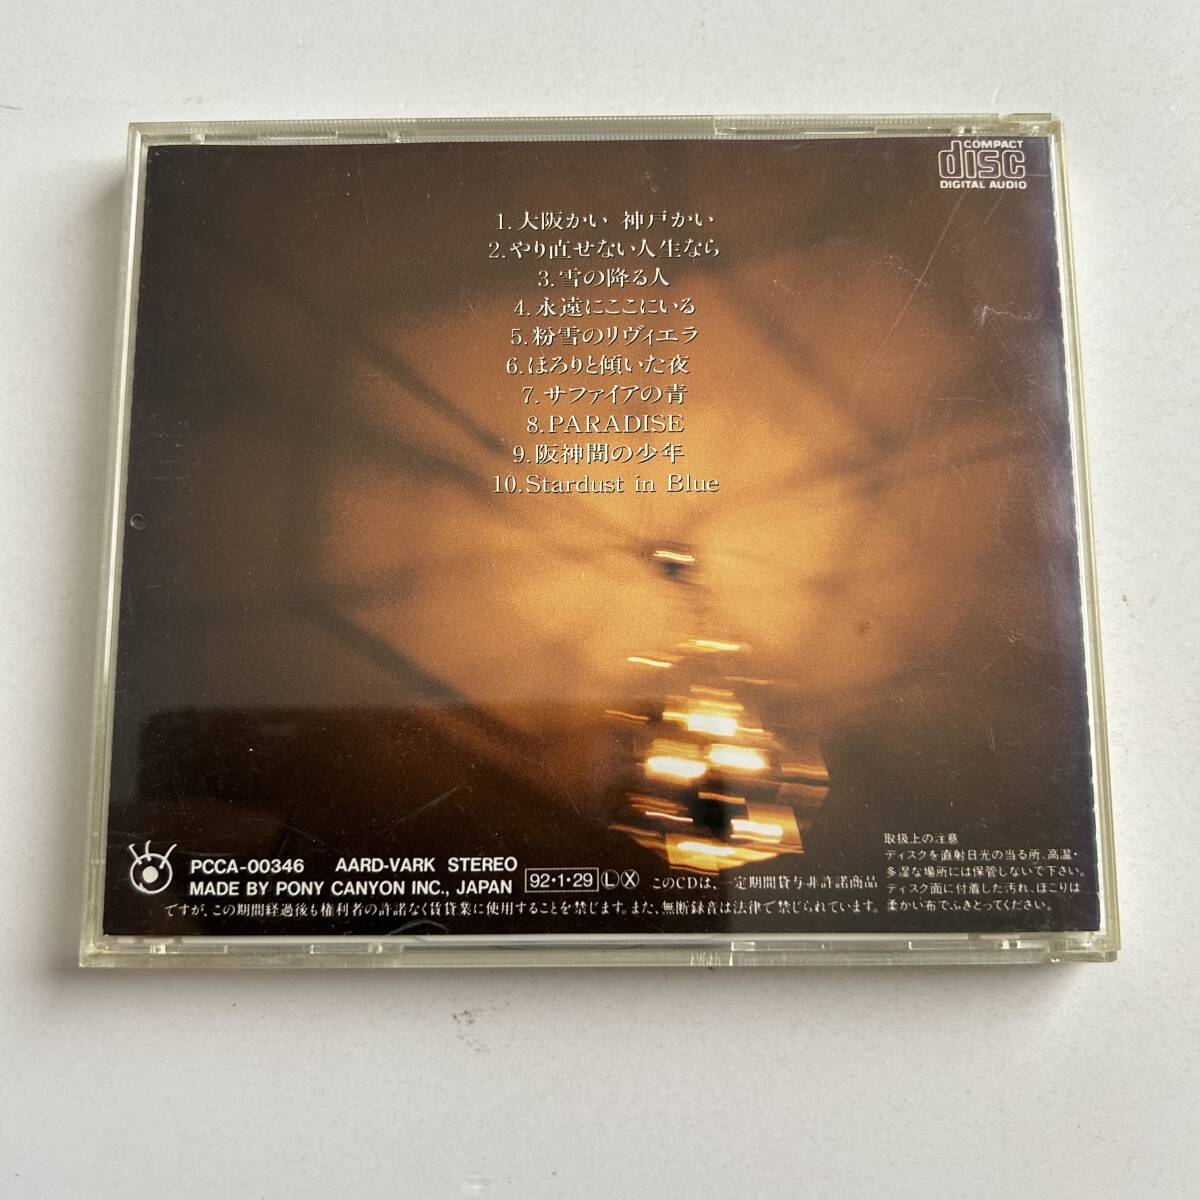 COMPACT
disc
DIGITAL AUDIO
1.大阪かい 神戸かい
2.やり直せない人生なら
3.雪の降る人
4.永遠にここにいる
5.粉雪のリヴィエラ
6.ほろりと傾いた夜
7.サファイアの青
8.PARADISE
9.阪神間の少年
10.Stardust in Blue
PCCA-00346 AARD-VARK STEREO
MADE BY PONY CANYON INC., JAPAN 92・1・29 L X このCDは、一定期間貸与非許諾商品
ですが、この期間経過後も権利者の許諾なく賃貸業に使用することを禁じます。また、無断録音は法律で禁じられています。
取扱上の注意
ディスクを直射日光の当る所、高温・
多湿な場所には保管しないで下さい。
ディスク面に付着した汚れ、ほこりは
柔かい布でふきとってください。